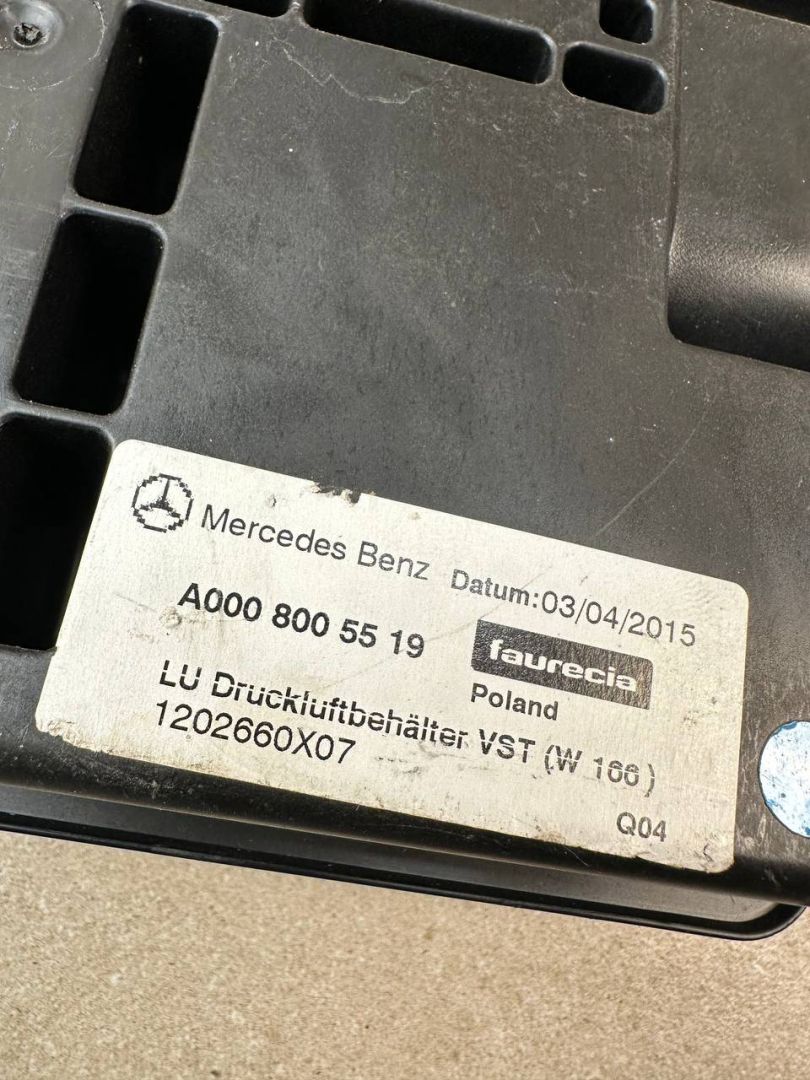 Mercedes Benz Datum:03/04/2015
A000 800 55 19 faurecia
Poland
LU Druckluftbehälter VST (W 166)
1202660X07
Q04